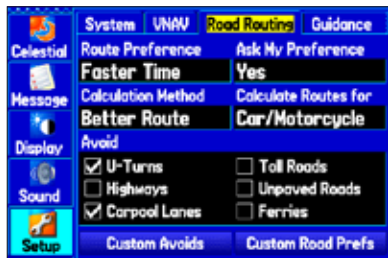 System VNAV Road Routing Guidance
Celestial
Route Preference Ask My Preference
Faster Time Yes
Message
Calculation Method Calculate Routes for
Better Route Car/Motorcycle
Display
Avoid
U-Turns Toll Roads
Highways Unpaved Roads
Sound
Carpool Lanes Ferries
Setup
Custom Avoids Custom Road Prefs